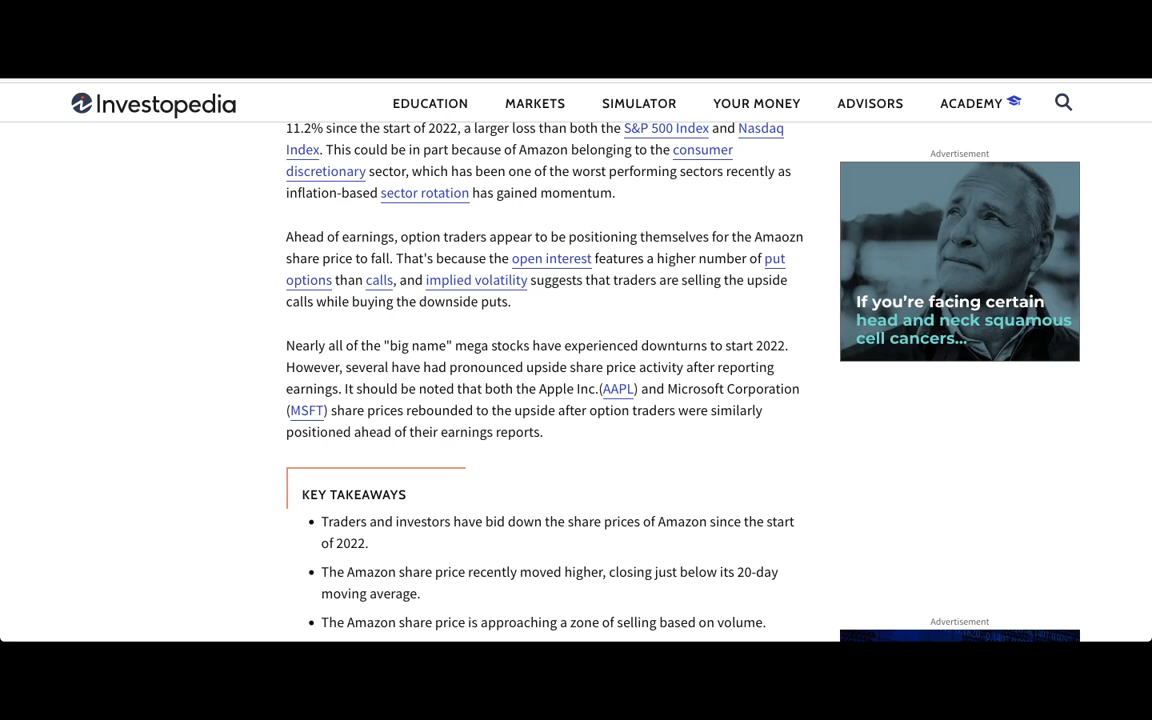 Investopedia
EDUCATION MARKETS SIMULATOR YOUR MONEY ADVISORS ACADEMY
11.2% since the start of 2022, a larger loss than both the S&P 500 Index and Nasdaq
Index. This could be in part because of Amazon belonging to the consumer
discretionary sector, which has been one of the worst performing sectors recently as
inflation-based sector rotation has gained momentum.
Ahead of earnings, option traders appear to be positioning themselves for the Amaozn
share price to fall. That's because the open interest features a higher number of put
options than calls, and implied volatility suggests that traders are selling the upside
calls while buying the downside puts.
Nearly all of the "big name" mega stocks have experienced downturns to start 2022.
However, several have had pronounced upside share price activity after reporting
earnings. It should be noted that both the Apple Inc.(AAPL) and Microsoft Corporation
(MSFT) share prices rebounded to the upside after option traders were similarly
positioned ahead of their earnings reports.
KEY TAKEAWAYS
• Traders and investors have bid down the share prices of Amazon since the start
of 2022.
• The Amazon share price recently moved higher, closing just below its 20-day
moving average.
• The Amazon share price is approaching a zone of selling based on volume.
Advertisement
If you're facing certain
head and neck squamous
cell cancers...
Advertisement